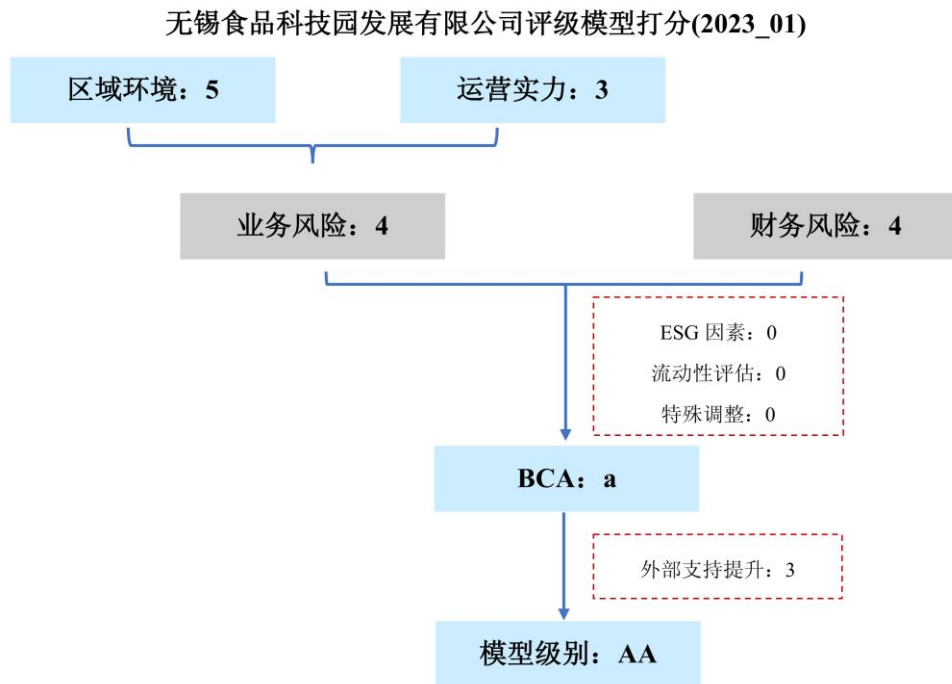 无锡食品科技园发展有限公司评级模型打分(2023_01)
区域环境：5
运营实力：3
业务风险：4
财务风险：4
ESG 因素：0
流动性评估：0
特殊调整：0
BCA：a
外部支持提升：3
模型级别：AA